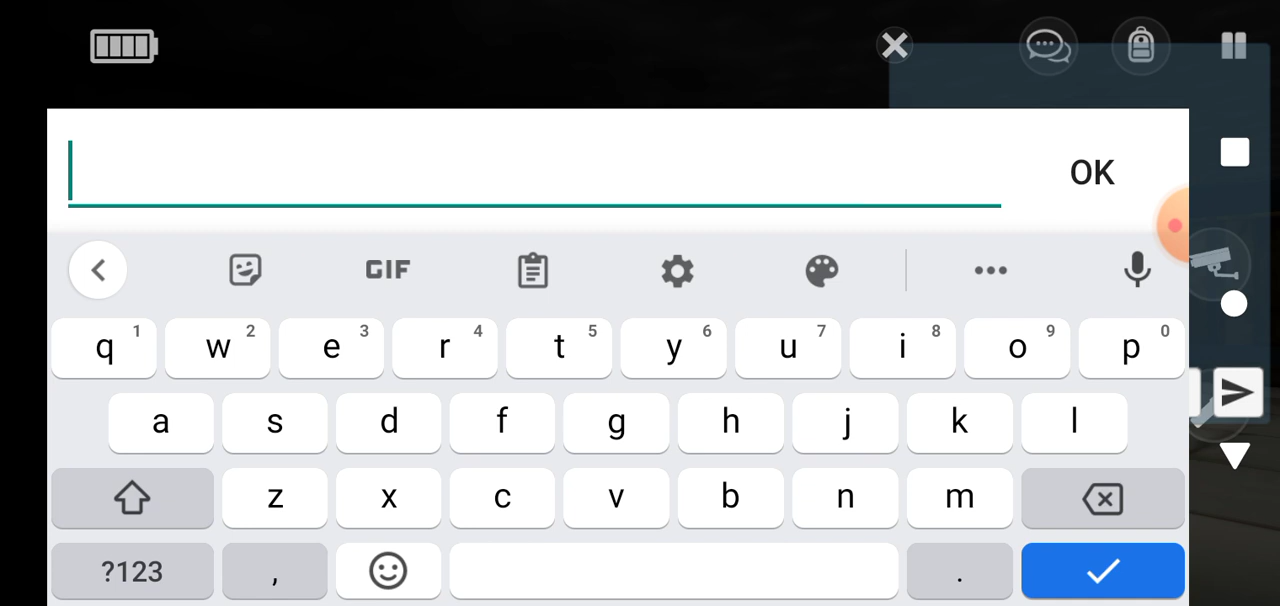 OK
GIF
q 1 w 2 e 3 r 4 t 5 y 6 u 7 i 8 o 9 p 0
a s d f g h j k l
z x c v b n m
?123 , .